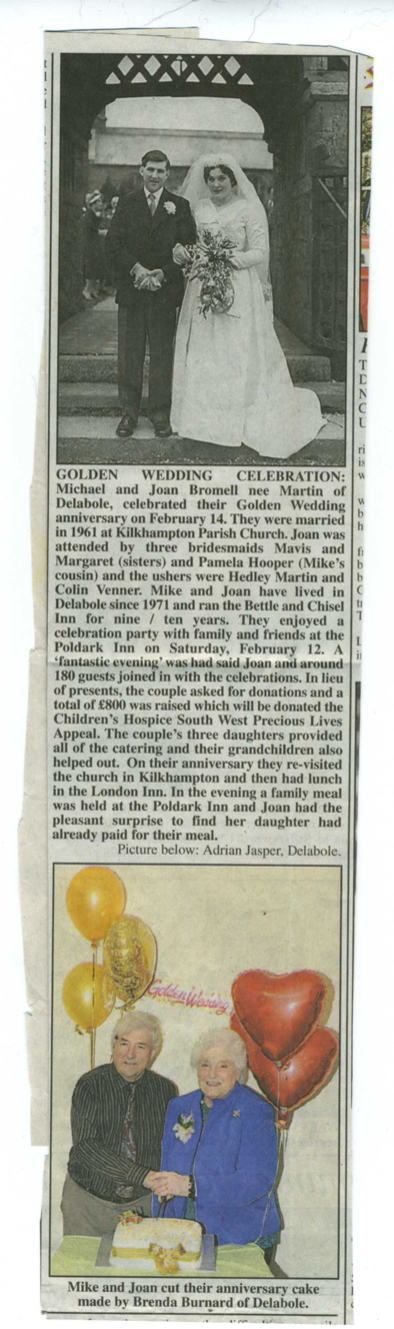 GOLDEN WEDDING CELEBRATION:
Michael and Joan Bromell nee Martin of
Delabole, celebrated their Golden Wedding
anniversary on February 14. They were married
in 1961 at Kilkhampton Parish Church. Joan was
attended by three bridesmaids Mavis and
Margaret (sisters) and Pamela Hooper (Mike's
cousin) and the ushers were Hedley Martin and
Colin Venner. Mike and Joan have lived in
Delabole since 1971 and ran the Bettle and Chisel
Inn for nine / ten years. They enjoyed a
celebration party with family and friends at the
Poldark Inn on Saturday, February 12. A
'fantastic evening' was had said Joan and around
180 guests joined in with the celebrations. In lieu
of presents, the couple asked for donations and a
total of £800 was raised which will be donated the
Children's Hospice South West Precious Lives
Appeal. The couple's three daughters provided
all of the catering and their grandchildren also
helped out. On their anniversary they re-visited
the church in Kilkhampton and then had lunch
in the London Inn. In the evening a family meal
was held at the Poldark Inn and Joan had the
pleasant surprise to find her daughter had
already paid for their meal.
Picture below: Adrian Jasper, Delabole.
Golden Wedding
Mike and Joan cut their anniversary cake
made by Brenda Burnard of Delabole.